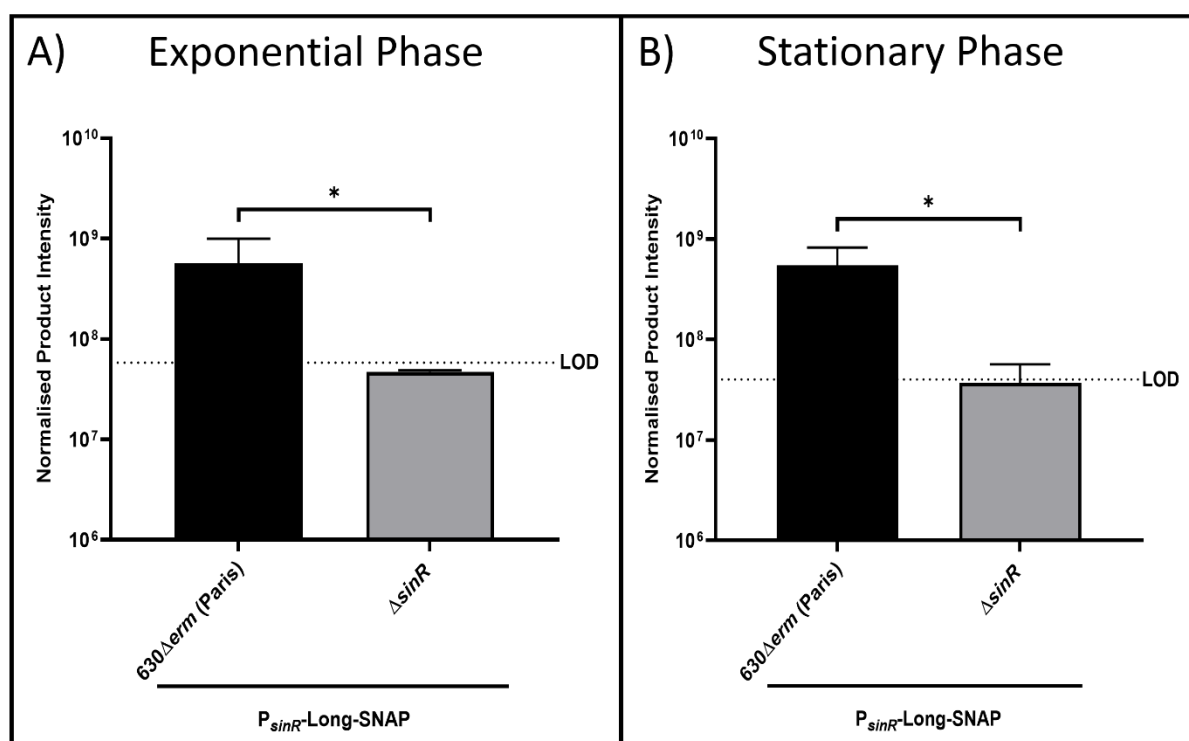 A) Exponential Phase
Normalised Product Intensity
10¹⁰
10⁹
10⁸
10⁷
10⁶
*
LOD
630Δerm (Paris)
ΔsinR
PsinR-Long-SNAP
B) Stationary Phase
Normalised Product Intensity
10¹⁰
10⁹
10⁸
10⁷
10⁶
*
LOD
630Δerm (Paris)
ΔsinR
PsinR-Long-SNAP